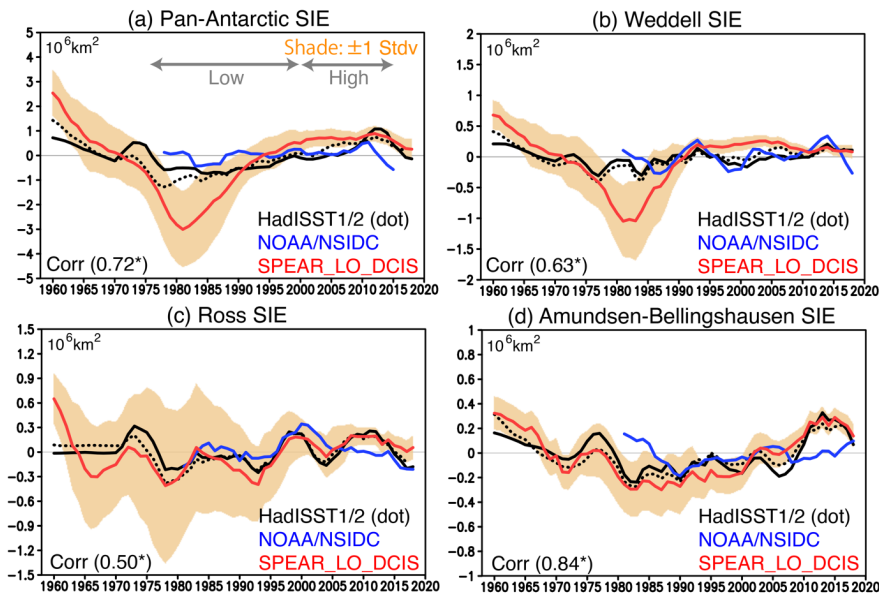 (a) Pan-Antarctic SIE
10⁶km²
Shade: ±1 Stdv
Low
High
5
4
3
2
1
0
−1
−2
−3
−4
−5
HadISST1/2 (dot)
NOAA/NSIDC
SPEAR_LO_DCIS
Corr (0.72*)
1960 1965 1970 1975 1980 1985 1990 1995 2000 2005 2010 2015 2020
(b) Weddell SIE
10⁶km²
2
1.5
1
0.5
0
−0.5
−1
−1.5
−2
HadISST1/2 (dot)
NOAA/NSIDC
SPEAR_LO_DCIS
Corr (0.63*)
1960 1965 1970 1975 1980 1985 1990 1995 2000 2005 2010 2015 2020
(c) Ross SIE
10⁶km²
1.5
1.2
0.9
0.6
0.3
0
−0.3
−0.6
−0.9
−1.2
−1.5
HadISST1/2 (dot)
NOAA/NSIDC
SPEAR_LO_DCIS
Corr (0.50*)
1960 1965 1970 1975 1980 1985 1990 1995 2000 2005 2010 2015 2020
(d) Amundsen-Bellingshausen SIE
10⁶km²
1
0.8
0.6
0.4
0.2
0
−0.2
−0.4
−0.6
−0.8
−1
HadISST1/2 (dot)
NOAA/NSIDC
SPEAR_LO_DCIS
Corr (0.84*)
1960 1965 1970 1975 1980 1985 1990 1995 2000 2005 2010 2015 2020